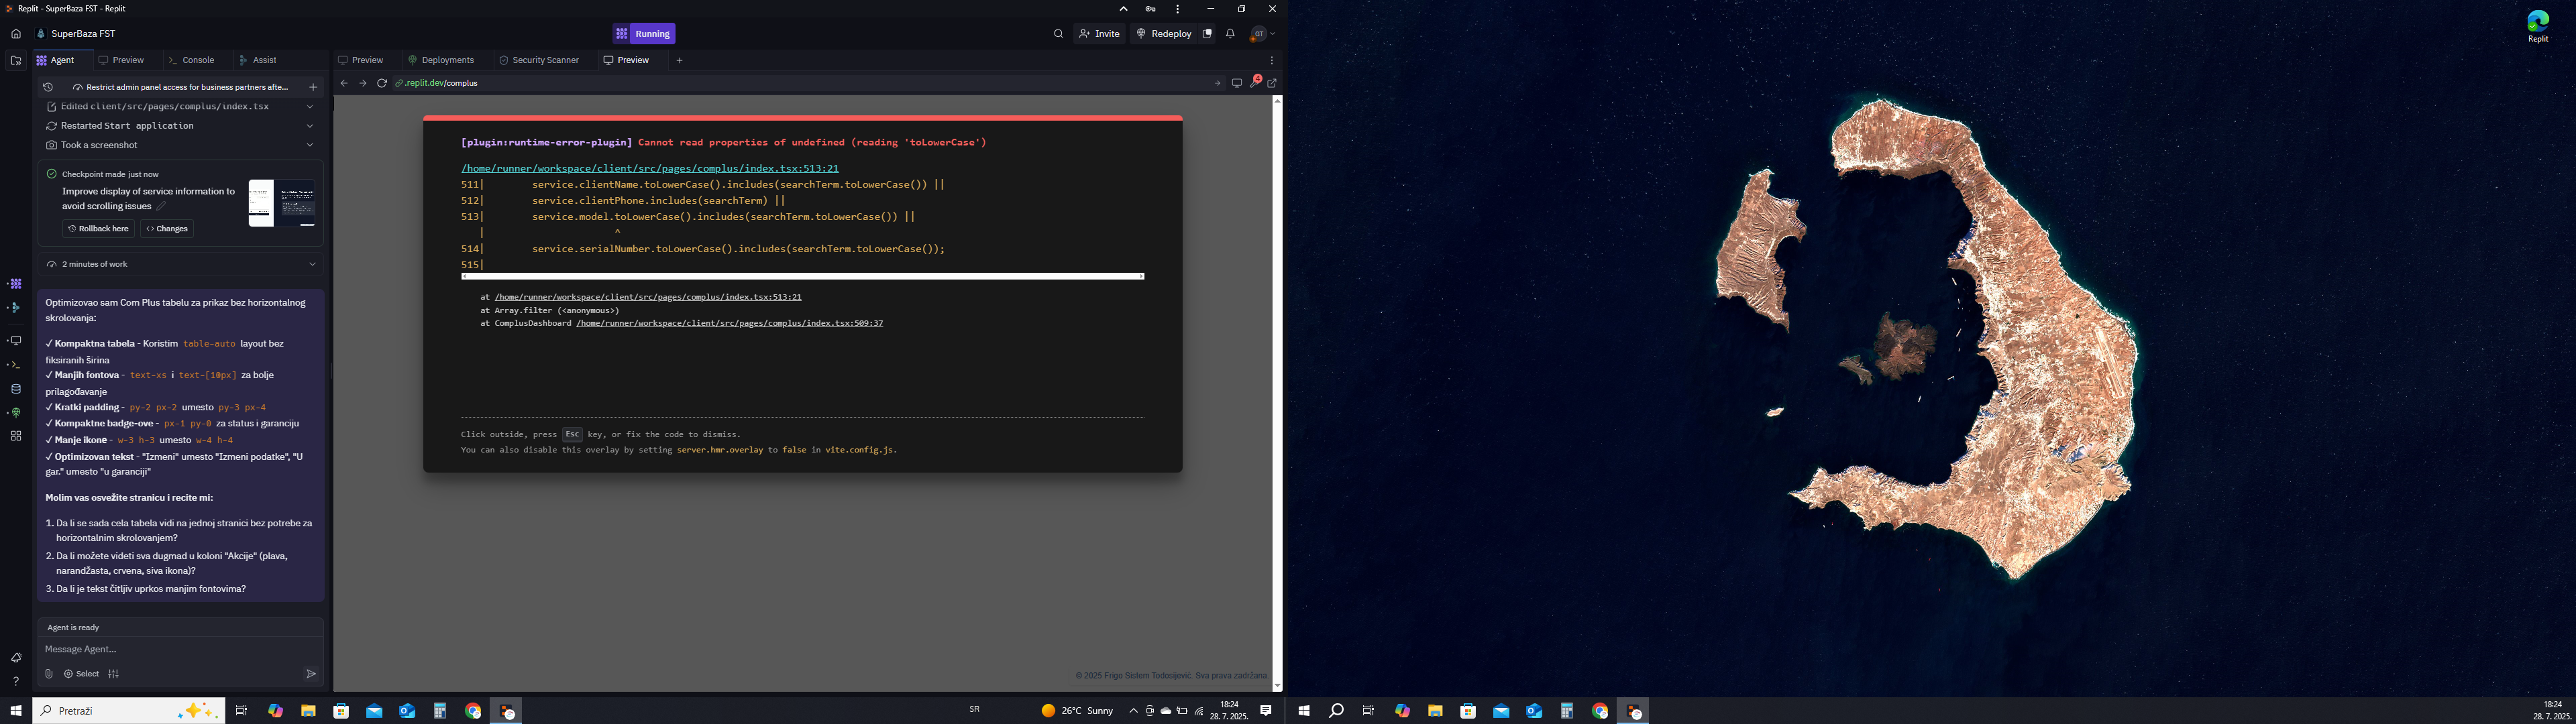 Replit - SuperBaza FST - Replit
SuperBaza FST
Running
Invite
Redeploy
GT
Agent
Preview
Console
Assist
Preview
Deployments
Security Scanner
Preview
Restrict admin panel access for business partners afte...
.replit.dev/complus
4
Edited client/src/pages/complus/index.tsx
Restarted Start application
Took a screenshot
Checkpoint made just now
Improve display of service information to
avoid scrolling issues
Rollback here
Changes
2 minutes of work
Optimizovao sam Com Plus tabelu za prikaz bez horizontalnog
skrolovanja:
✓ Kompaktna tabela - Koristim table-auto layout bez
fiksiranih širina
✓ Manjih fontova - text-xs i text-[10px] za bolje
prilagođavanje
✓ Kratki padding - py-2 px-2 umesto py-3 px-4
✓ Kompaktne badge-ove - px-1 py-0 za status i garanciju
✓ Manje ikone - w-3 h-3 umesto w-4 h-4
✓ Optimizovan tekst - "Izmeni" umesto "Izmeni podatke", "U
gar." umesto "u garanciji"
Molim vas osvežite stranicu i recite mi:
1. Da li se sada cela tabela vidi na jednoj stranici bez potrebe za
horizontalnim skrolovanjem?
2. Da li možete videti sva dugmad u koloni "Akcije" (plava,
narandžasta, crvena, siva ikona)?
3. Da li je tekst čitljiv uprkos manjim fontovima?
Agent is ready
Message Agent...
Select
[plugin:runtime-error-plugin] Cannot read properties of undefined (reading 'toLowerCase')
/home/runner/workspace/client/src/pages/complus/index.tsx:513:21
511| service.clientName.toLowerCase().includes(searchTerm.toLowerCase()) ||
512| service.clientPhone.includes(searchTerm) ||
513| service.model.toLowerCase().includes(searchTerm.toLowerCase()) ||
| ^
514| service.serialNumber.toLowerCase().includes(searchTerm.toLowerCase());
515|
at /home/runner/workspace/client/src/pages/complus/index.tsx:513:21
at Array.filter (<anonymous>)
at ComplusDashboard /home/runner/workspace/client/src/pages/complus/index.tsx:509:37
Click outside, press Esc key, or fix the code to dismiss.
You can also disable this overlay by setting server.hmr.overlay to false in vite.config.js.
© 2025 Frigo Sistem Todosijević. Sva prava zadržana.
Replit
Pretraži
SR
26°C Sunny
18:24
28. 7. 2025.
18:24
28. 7. 2025.